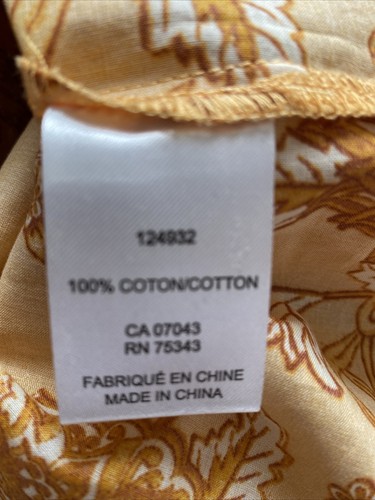 124932
100% COTON/COTTON
CA 07043
RN 75343
FABRIQUÉ EN CHINE
MADE IN CHINA